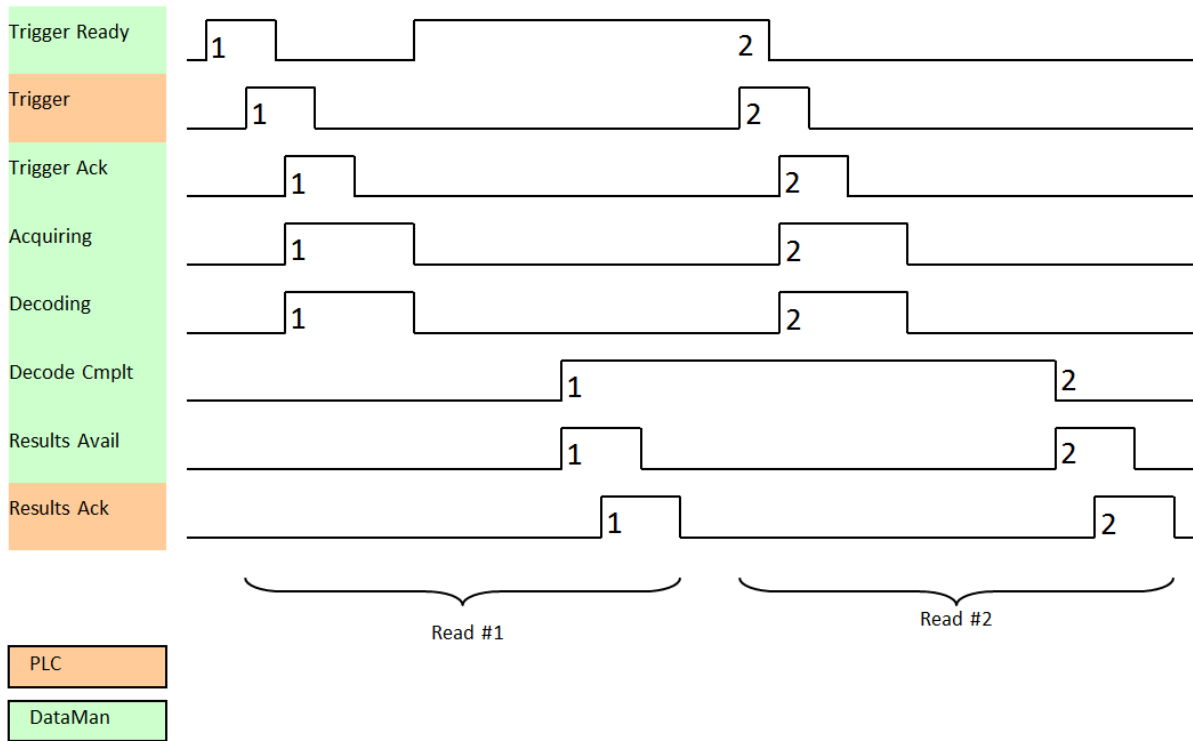 Trigger Ready 1 2
Trigger 1 2
Trigger Ack 1 2
Acquiring 1 2
Decoding 1 2
Decode Cmplt 1 2
Results Avail 1 2
Results Ack 1 2
Read #1 Read #2
PLC
DataMan